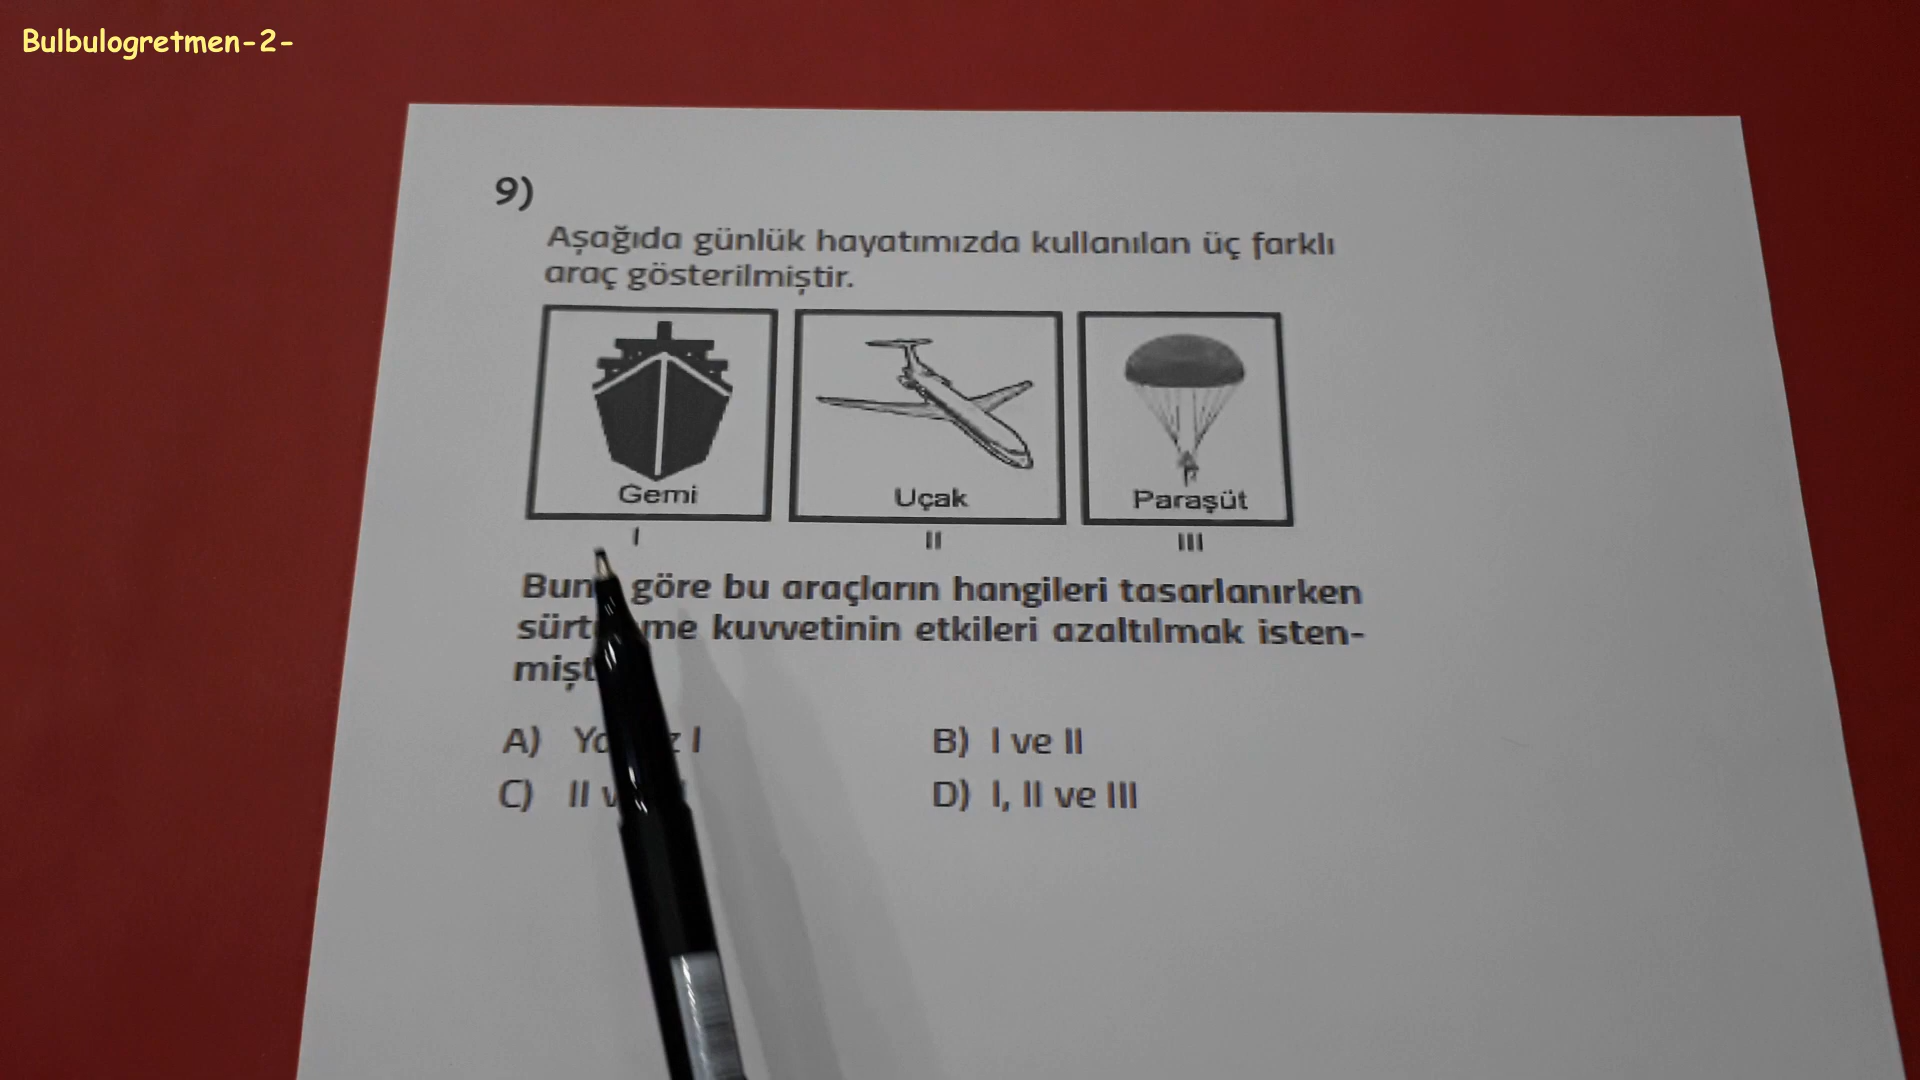 Bulbulogretmen-2-
9)
Aşağıda günlük hayatımızda kullanılan üç farklı
araç gösterilmiştir.
Gemi
Uçak
Paraşüt
I
II
III
göre bu araçların hangileri tasarlanırken
kuvvetinin etkileri azaltılmak isten-
A) I
B) I ve II
C) II
D) I, II ve III